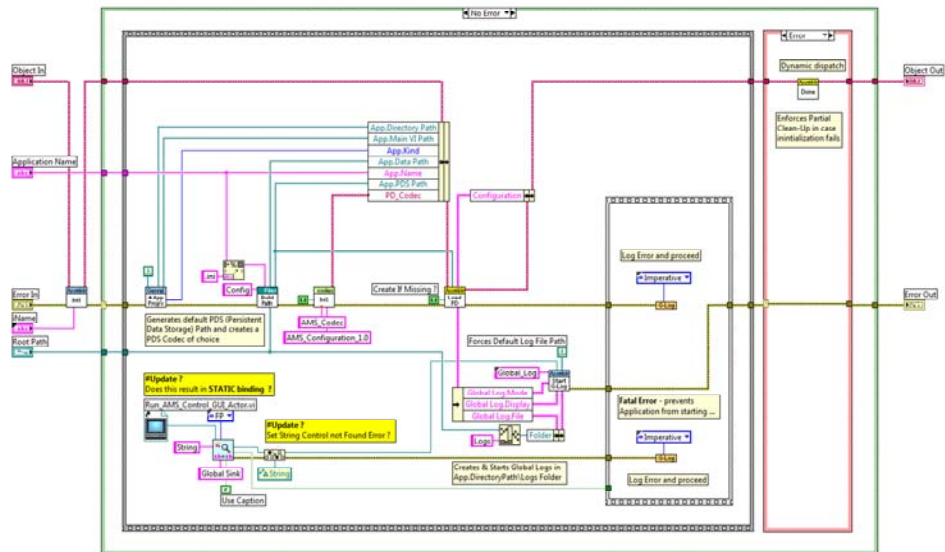 No Error
Error
Object In
Dynamic dispatch
Object Out
Done
Enforces Partial
Clean-Up in case
inintialization fails
App.Directory Path
App.Main VI Path
App.Kind
App.Data Path
App.Name
App.PDS Path
PD_Codec
Application Name
abc
Configuration
.ini
Config
Log Error and proceed
Imperative
G-Log
Create If Missing ?
Error In
Init
Build
Path
Init
Load
PD
Error Out
iName
abc
Root Path
Generates default PDS (Persistent
Data Storage) Path and creates a
PDS Codec of choice
AMS_Codec
AMS_Configuration_1.0
Forces Default Log File Path
Global_Log
Start
G-Log
#Update ?
Does this result in STATIC binding ?
Global Log.Mode
Global Log.Display
Global Log.File
Fatal Error - prevents
Application from starting ...
Run_AMS_Control_GUI_Actor.vi
FP
#Update ?
Set String Control not Found Error ?
Logs
Folder
Imperative
G-Log
String
String
Global Sink
Use Caption
Creates & Starts Global Logs in
App.DirectoryPath\Logs Folder
Log Error and proceed